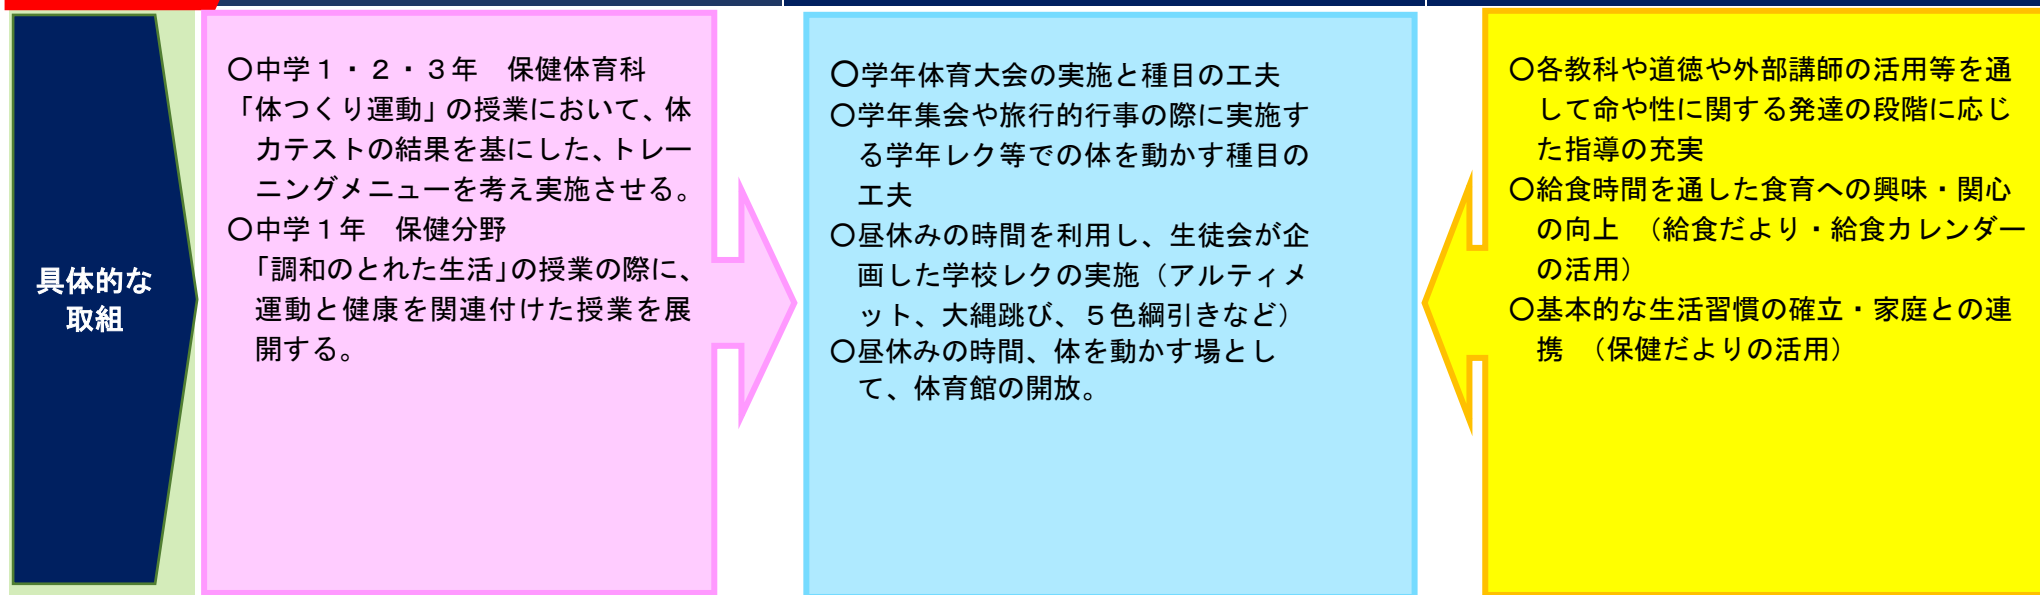 具体的な
取組
〇中学１・２・３年　保健体育科
「体つくり運動」の授業において、体
力テストの結果を基にした、トレー
ニングメニューを考え実施させる。
〇中学１年　保健分野
「調和のとれた生活」の授業の際に、
運動と健康を関連付けた授業を展
開する。
〇学年体育大会の実施と種目の工夫
〇学年集会や旅行的行事の際に実施す
る学年レク等での体を動かす種目の
工夫
〇昼休みの時間を利用し、生徒会が企
画した学校レクの実施（アルティメ
ット、大縄跳び、５色綱引きなど）
〇昼休みの時間、体を動かす場とし
て、体育館の開放。
〇各教科や道徳や外部講師の活用等を通
して命や性に関する発達の段階に応じ
た指導の充実
〇給食時間を通した食育への興味・関心
の向上　（給食だより・給食カレンダー
の活用）
〇基本的な生活習慣の確立・家庭との連
携　（保健だよりの活用）